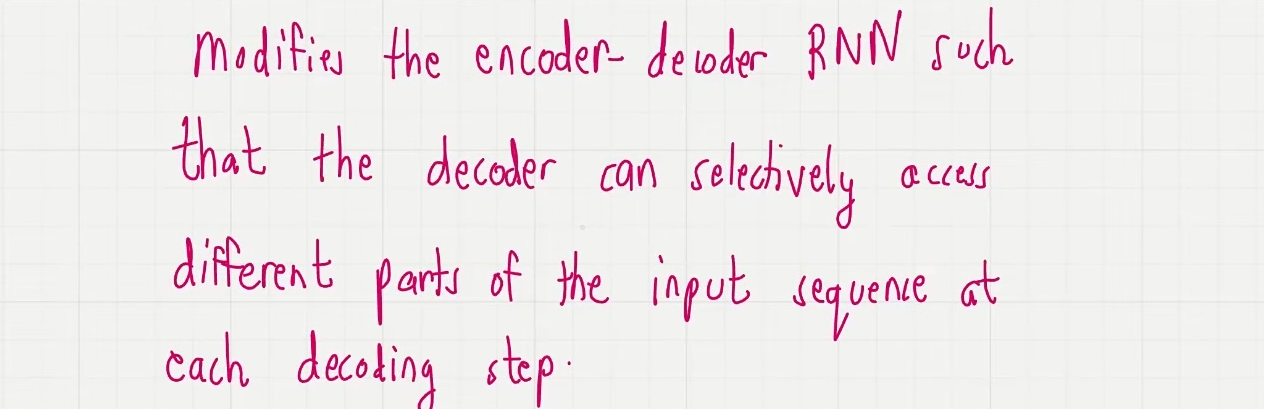 Modifies the encoder-decoder RNN such
that the decoder can selectively access
different parts of the input sequence at
each decoding step.